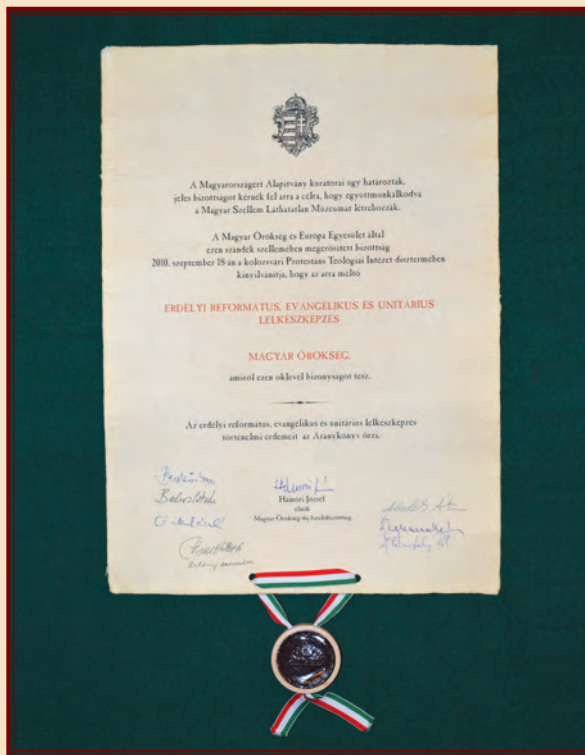 A Magyarországért Alapítvány kurátorai úgy határoztak,
jeles bizottságot kérnek fel arra a célra, hogy együttmunkálkodva
a Magyar Szellem Láthatatlan Múzeumát létrehozzák.
A Magyar Örökség és Európa Egyesület által
ezen szándék szellemében megerősített bizottság
2010. szeptember 18-án a kolozsvári Protestáns Teológiai Intézet dísztermében
kinyilvánítja, hogy az arra méltó
ERDÉLYI REFORMÁTUS, EVANGÉLIKUS ÉS UNITÁRIUS
LELKÉSZKÉPZÉS
MAGYAR ÖRÖKSÉG,
amiről ezen oklevél bizonyságot tesz.
Az erdélyi református, evangélikus és unitárius lelkészképzés
történelmi érdemeit az Aranykönyv őrzi.
Hámori József
elnök
Magyar Örökség díj bírálóbizottság